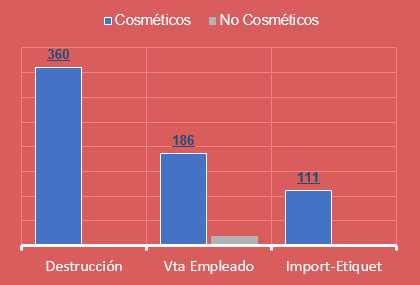 Cosméticos No Cosméticos
360
186
111
Destrucción Vta Empleado Import-Etiquet